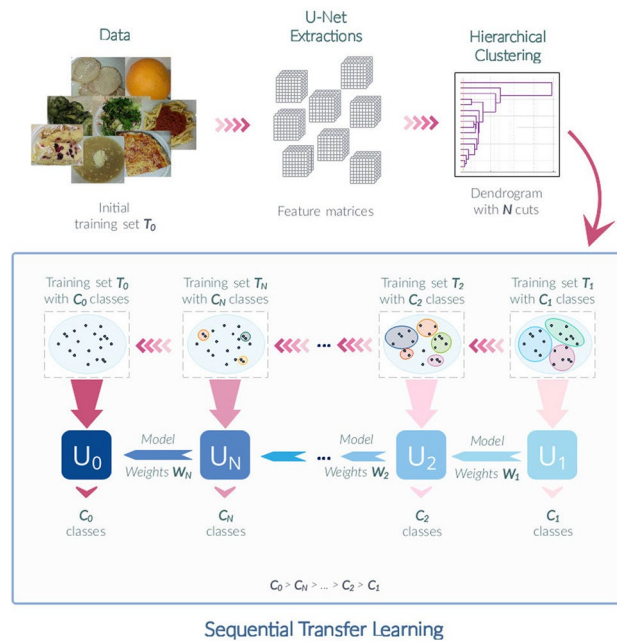 Data
U-Net
Extractions
Hierarchical
Clustering
Initial
training set T0
Feature matrices
Dendrogram
with N cuts
Training set T0
with C0 classes
Training set TN
with CN classes
...
Training set T2
with C2 classes
Training set T1
with C1 classes
U0
Model
Weights WN
UN
...
Model
Weights W2
U2
Model
Weights W1
U1
C0
classes
CN
classes
C2
classes
C1
classes
C0 > CN > ... > C2 > C1
Sequential Transfer Learning